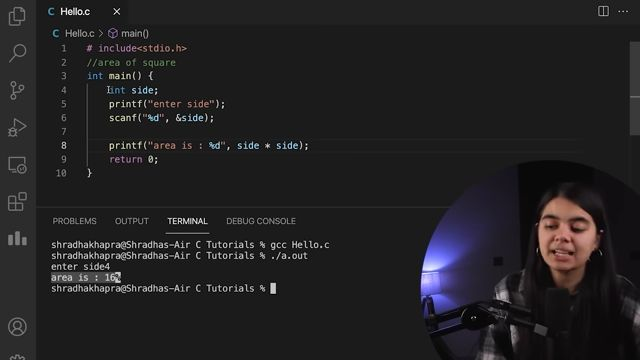 Hello.c
Hello.c > main()
1 # include<stdio.h>
2 //area of square
3 int main() {
4 int side;
5 printf("enter side");
6 scanf("%d", &side);
7
8 printf("area is : %d", side * side);
9 return 0;
10 }
PROBLEMS OUTPUT TERMINAL DEBUG CONSOLE
shradhakhapra@Shradhas-Air C Tutorials % gcc Hello.c
shradhakhapra@Shradhas-Air C Tutorials % ./a.out
enter side4
area is : 16%
shradhakhapra@Shradhas-Air C Tutorials %